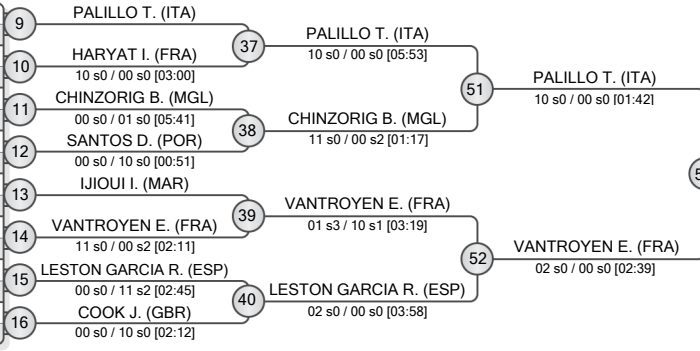 9
PALILLO T. (ITA)
10
HARYAT I. (FRA)
10 s0 / 00 s0 [03:00]
37
PALILLO T. (ITA)
10 s0 / 00 s0 [05:53]
11
CHINZORIG B. (MGL)
00 s0 / 01 s0 [05:41]
12
SANTOS D. (POR)
00 s0 / 10 s0 [00:51]
38
CHINZORIG B. (MGL)
11 s0 / 00 s2 [01:17]
51
PALILLO T. (ITA)
10 s0 / 00 s0 [01:42]
13
IJIOUI I. (MAR)
14
VANTROYEN E. (FRA)
11 s0 / 00 s2 [02:11]
39
VANTROYEN E. (FRA)
01 s3 / 10 s1 [03:19]
15
LESTON GARCIA R. (ESP)
00 s0 / 11 s2 [02:45]
16
COOK J. (GBR)
00 s0 / 10 s0 [02:12]
40
LESTON GARCIA R. (ESP)
02 s0 / 00 s0 [03:58]
52
VANTROYEN E. (FRA)
02 s0 / 00 s0 [02:39]